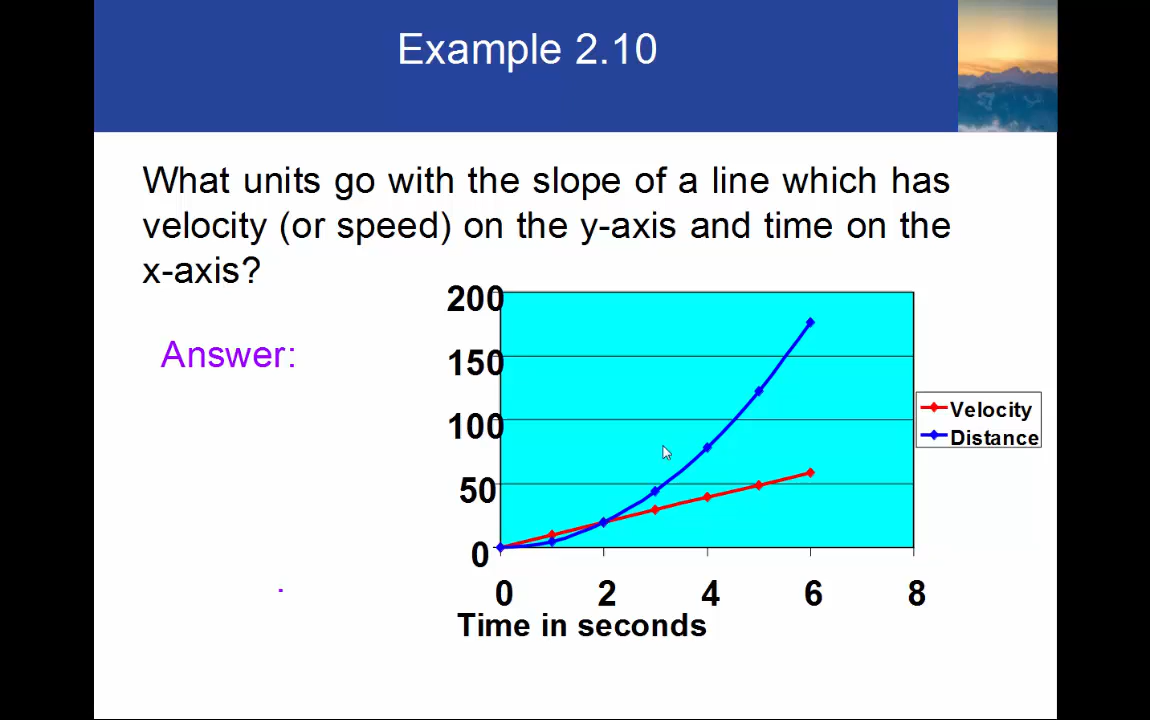 Example 2.10
What units go with the slope of a line which has
velocity (or speed) on the y-axis and time on the
x-axis?
Answer:
200
150
100
50
0
0 2 4 6 8
Time in seconds
Velocity
Distance
.